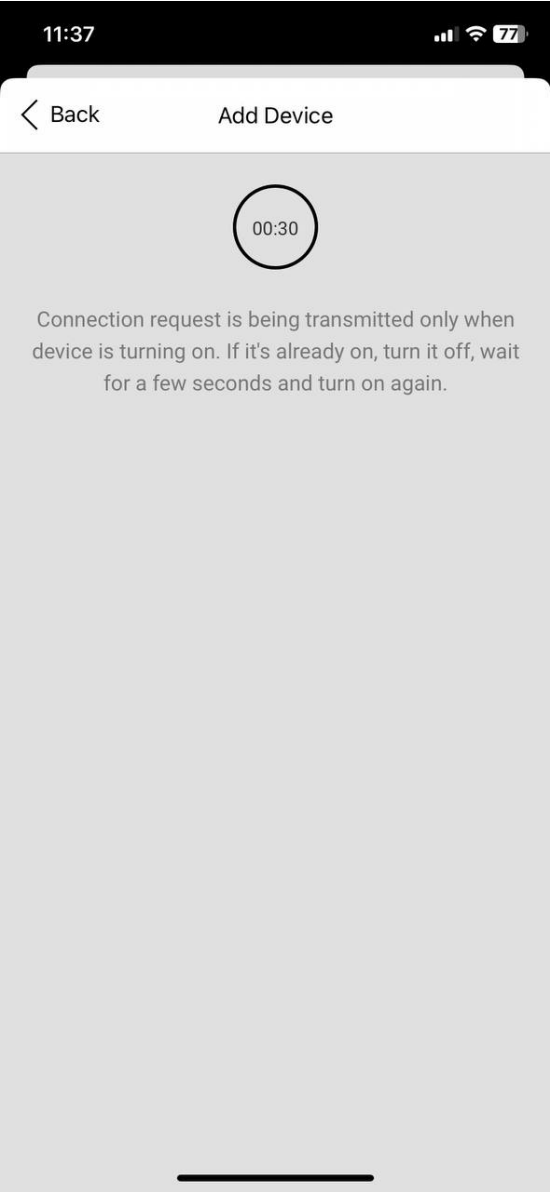 11:37
77
Back
Add Device
00:30
Connection request is being transmitted only when
device is turning on. If it's already on, turn it off, wait
for a few seconds and turn on again.